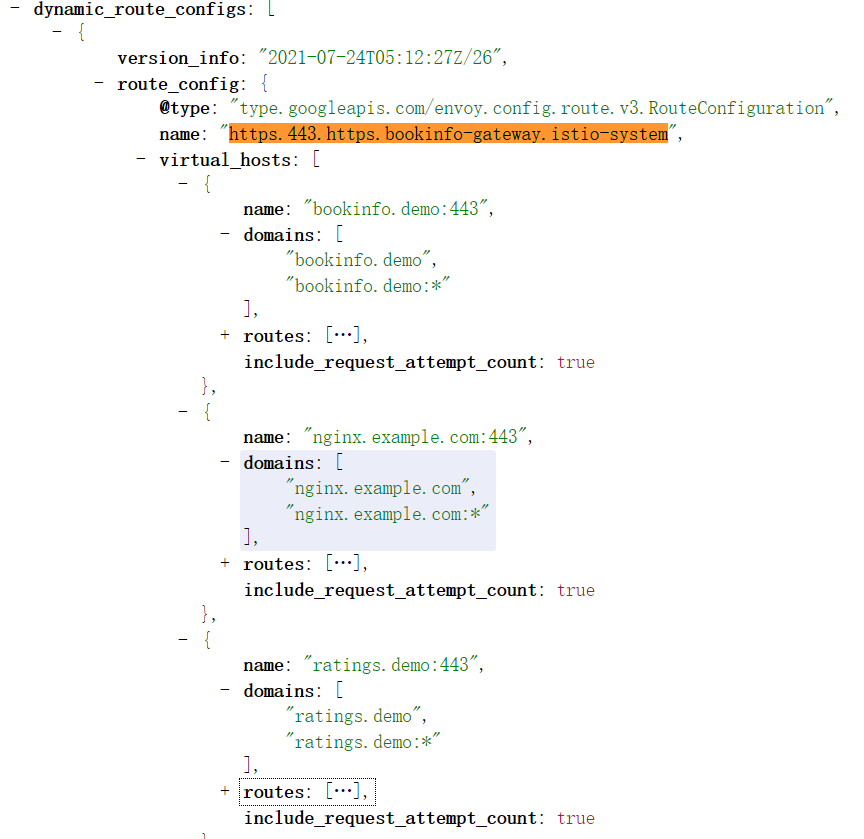 - dynamic_route_configs: [
- {
version_info: "2021-07-24T05:12:27Z/26",
- route_config: {
@type: "type.googleapis.com/envoy.config.route.v3.RouteConfiguration",
name: "https.443.https.bookinfo-gateway.istio-system",
- virtual_hosts: [
- {
name: "bookinfo.demo:443",
- domains: [
"bookinfo.demo",
"bookinfo.demo:*"
],
+ routes: […],
include_request_attempt_count: true
},
- {
name: "nginx.example.com:443",
- domains: [
"nginx.example.com",
"nginx.example.com:*"
],
+ routes: […],
include_request_attempt_count: true
},
- {
name: "ratings.demo:443",
- domains: [
"ratings.demo",
"ratings.demo:*"
],
+ routes: […],
include_request_attempt_count: true